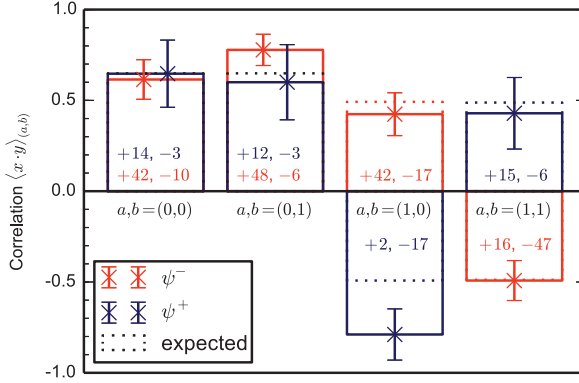 Correlation ⟨x·y⟩(a,b)
1.0
0.5
0.0
-0.5
-1.0
+14, -3
+42, -10
+12, -3
+48, -6
+42, -17
+15, -6
a,b=(0,0)
a,b=(0,1)
a,b=(1,0)
a,b=(1,1)
+2, -17
+16, -47
ψ⁻
ψ⁺
expected